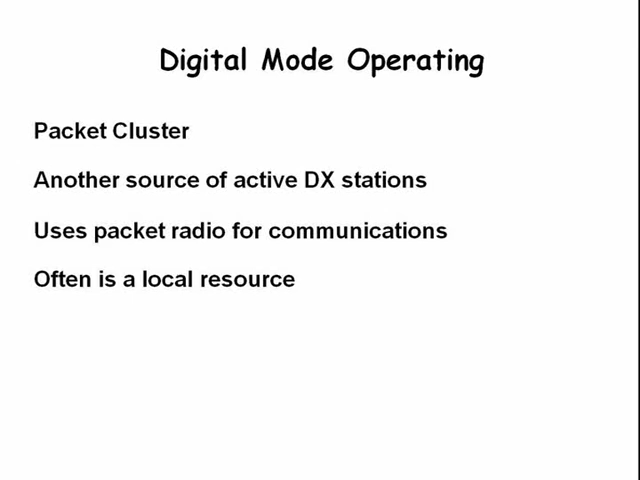 Digital Mode Operating
Packet Cluster
Another source of active DX stations
Uses packet radio for communications
Often is a local resource